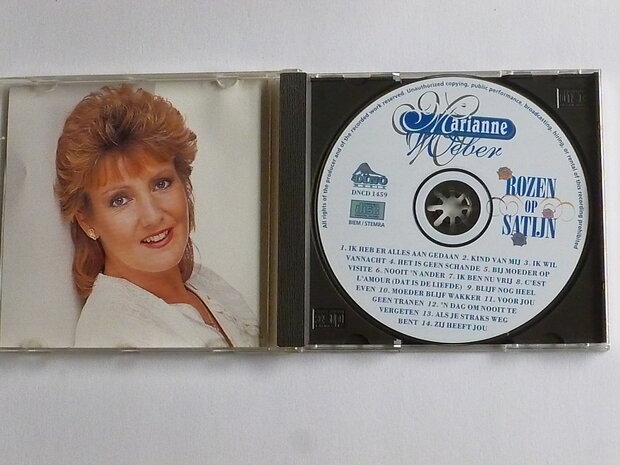 All rights of the producer and of the recorded work reserved. Unauthorized copying, public performance, broadcasting, hiring, or rental of this recording prohibited
Marianne
Weber
DINO
MUSIC
DNCD 1459
BIEM / STEMRA
ROZEN
OP
SATIJN
1. IK HEB ER ALLES AAN GEDAAN 2. KIND VAN MIJ 3. IK WIL
VANNACHT 4. HET IS GEEN SCHANDE 5. BIJ MOEDER OP
VISITE 6. NOOIT 'N ANDER 7. IK BEN NU VRIJ 8. C'EST
L'AMOUR (DAT IS DE LIEFDE) 9. BLIJF NOG HEEL
EVEN 10. MOEDER BLIJF WAKKER 11. VOOR JOU
GEEN TRANEN 12. 'N DAG OM NOOIT TE
VERGETEN 13. ALS JE STRAKS WEG
BENT 14. ZIJ HEEFT JOU